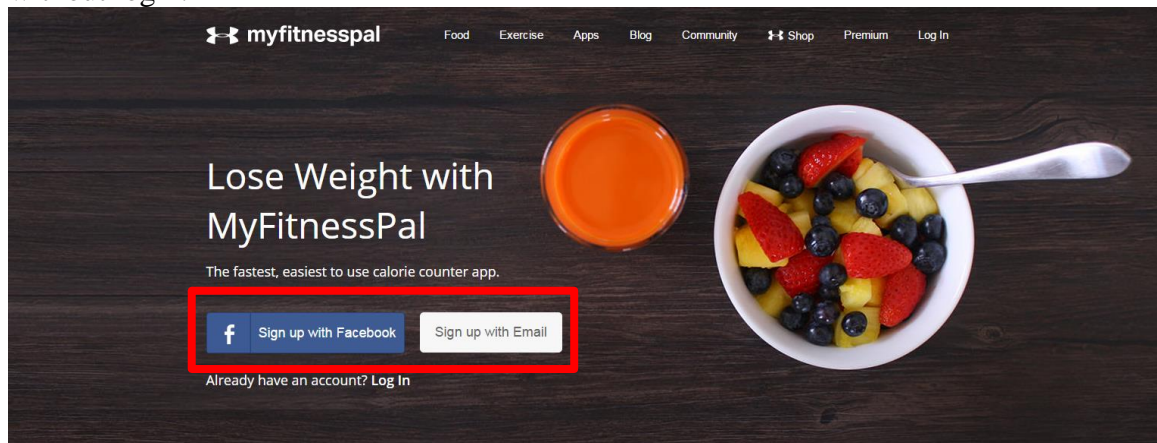 myfitnesspal Food Exercise Apps Blog Community Shop Premium Log In
Lose Weight with
MyFitnessPal
The fastest, easiest to use calorie counter app.
f Sign up with Facebook Sign up with Email
Already have an account? Log In